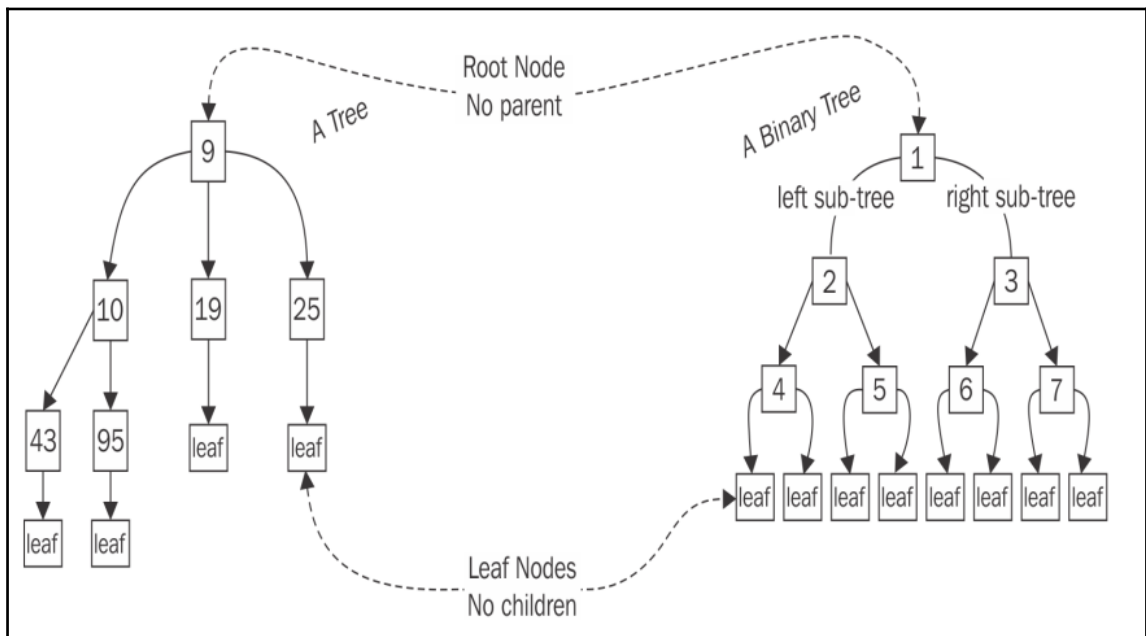 Root Node
No parent
A Tree
A Binary Tree
9
1
left sub-tree
right sub-tree
10
19
25
2
3
43
95
leaf
leaf
4
5
6
7
leaf
leaf
leaf
leaf
leaf
leaf
leaf
leaf
leaf
leaf
Leaf Nodes
No children